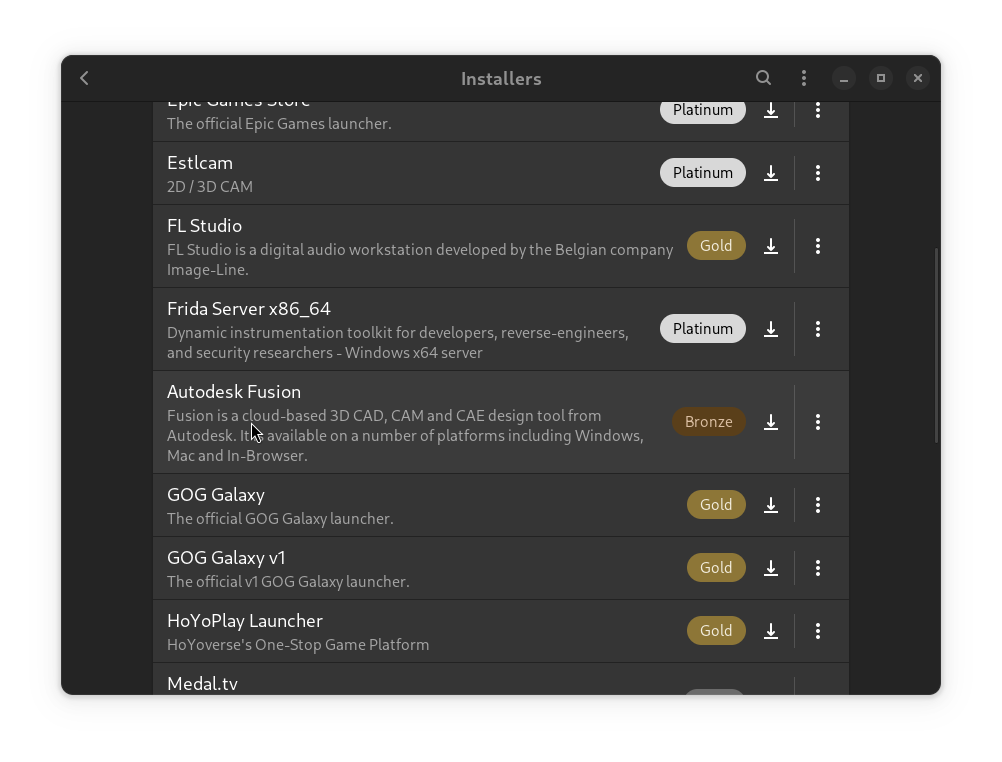 Installers
Epic Games Store
The official Epic Games launcher.
Platinum
Estlcam
2D / 3D CAM
Platinum
FL Studio
FL Studio is a digital audio workstation developed by the Belgian company
Image-Line.
Gold
Frida Server x86_64
Dynamic instrumentation toolkit for developers, reverse-engineers,
and security researchers - Windows x64 server
Platinum
Autodesk Fusion
Fusion is a cloud-based 3D CAD, CAM and CAE design tool from
Autodesk. It available on a number of platforms including Windows,
Mac and In-Browser.
Bronze
GOG Galaxy
The official GOG Galaxy launcher.
Gold
GOG Galaxy v1
The official v1 GOG Galaxy launcher.
Gold
HoYoPlay Launcher
HoYoverse's One-Stop Game Platform
Gold
Medal.tv